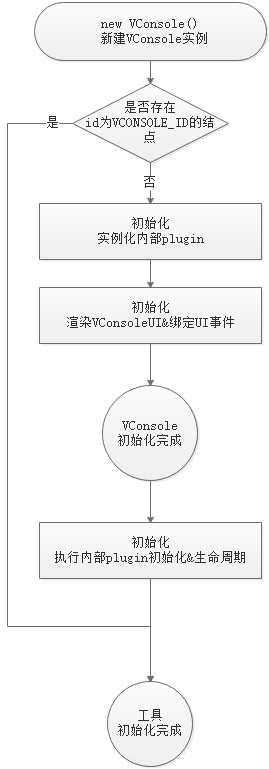 new VConsole()
新建VConsole实例
是否存在
id为VCONSOLE_ID的结
点
是
否
初始化
实例化内部plugin
初始化
渲染VConsoleUI&绑定UI事件
VConsole
初始化完成
初始化
执行内部plugin初始化&生命周期
工具
初始化完成